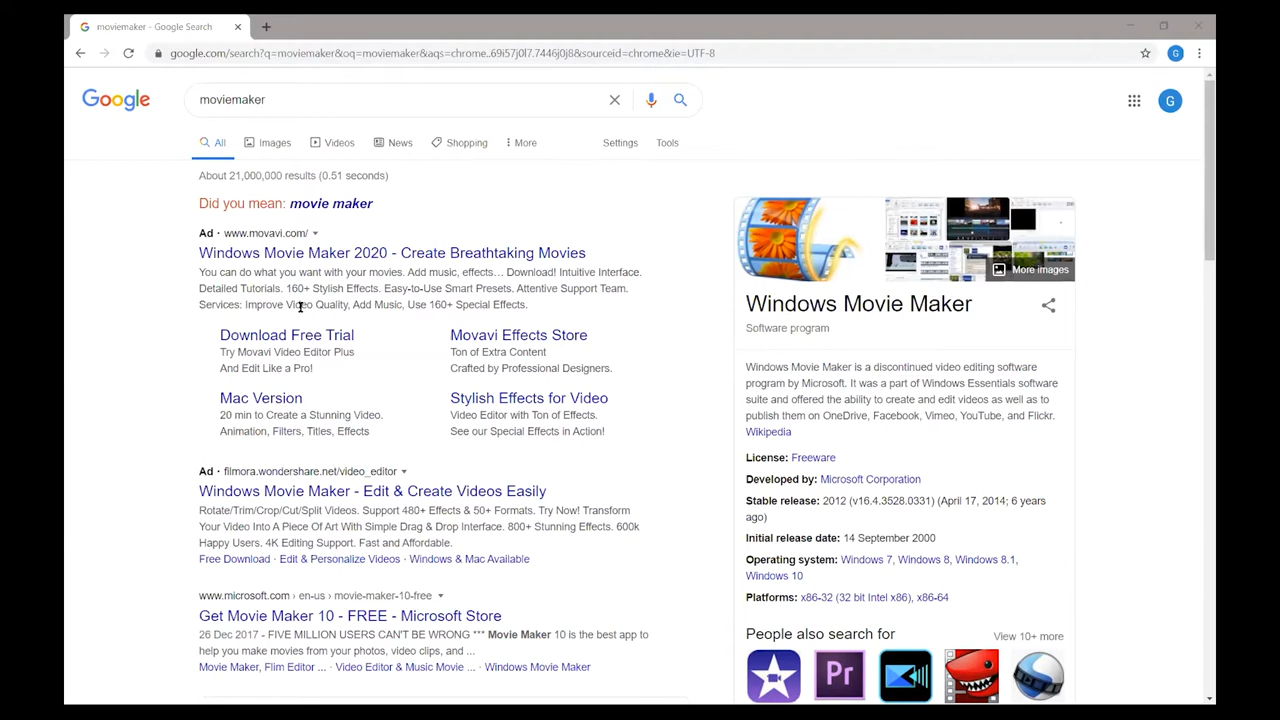 moviemaker - Google Search
google.com/search?q=moviemaker&oq=moviemaker&aqs=chrome..69i57j0l7.7446j0j8&sourceid=chrome&ie=UTF-8
G
Google
moviemaker
G
All
Images
Videos
News
Shopping
More
Settings
Tools
About 21,000,000 results (0.51 seconds)
Did you mean: movie maker
Ad · www.movavi.com/
Windows Movie Maker 2020 - Create Breathtaking Movies
You can do what you want with your movies. Add music, effects… Download! Intuitive Interface.
Detailed Tutorials. 160+ Stylish Effects. Easy-to-Use Smart Presets. Attentive Support Team.
Services: Improve Video Quality, Add Music, Use 160+ Special Effects.
Download Free Trial
Try Movavi Video Editor Plus
And Edit Like a Pro!
Movavi Effects Store
Ton of Extra Content
Crafted by Professional Designers.
Mac Version
20 min to Create a Stunning Video.
Animation, Filters, Titles, Effects
Stylish Effects for Video
Video Editor with Ton of Effects.
See our Special Effects in Action!
Ad · filmora.wondershare.net/video_editor
Windows Movie Maker - Edit & Create Videos Easily
Rotate/Trim/Crop/Cut/Split Videos. Support 480+ Effects & 50+ Formats. Try Now! Transform
Your Video Into A Piece Of Art With Simple Drag & Drop Interface. 800+ Stunning Effects. 600k
Happy Users. 4K Editing Support. Fast and Affordable.
Free Download · Edit & Personalize Videos · Windows & Mac Available
www.microsoft.com › en-us › movie-maker-10-free
Get Movie Maker 10 - FREE - Microsoft Store
26 Dec 2017 - FIVE MILLION USERS CAN'T BE WRONG *** Movie Maker 10 is the best app to
help you make movies from your photos, video clips, and ...
Movie Maker, Flim Editor ... · Video Editor & Music Movie ... · Windows Movie Maker
More images
Windows Movie Maker
Software program
Windows Movie Maker is a discontinued video editing software
program by Microsoft. It was a part of Windows Essentials software
suite and offered the ability to create and edit videos as well as to
publish them on OneDrive, Facebook, Vimeo, YouTube, and Flickr.
Wikipedia
License: Freeware
Developed by: Microsoft Corporation
Stable release: 2012 (v16.4.3528.0331) (April 17, 2014; 6 years
ago)
Initial release date: 14 September 2000
Operating system: Windows 7, Windows 8, Windows 8.1,
Windows 10
Platforms: x86-32 (32 bit Intel x86), x86-64
People also search for
View 10+ more
Pr